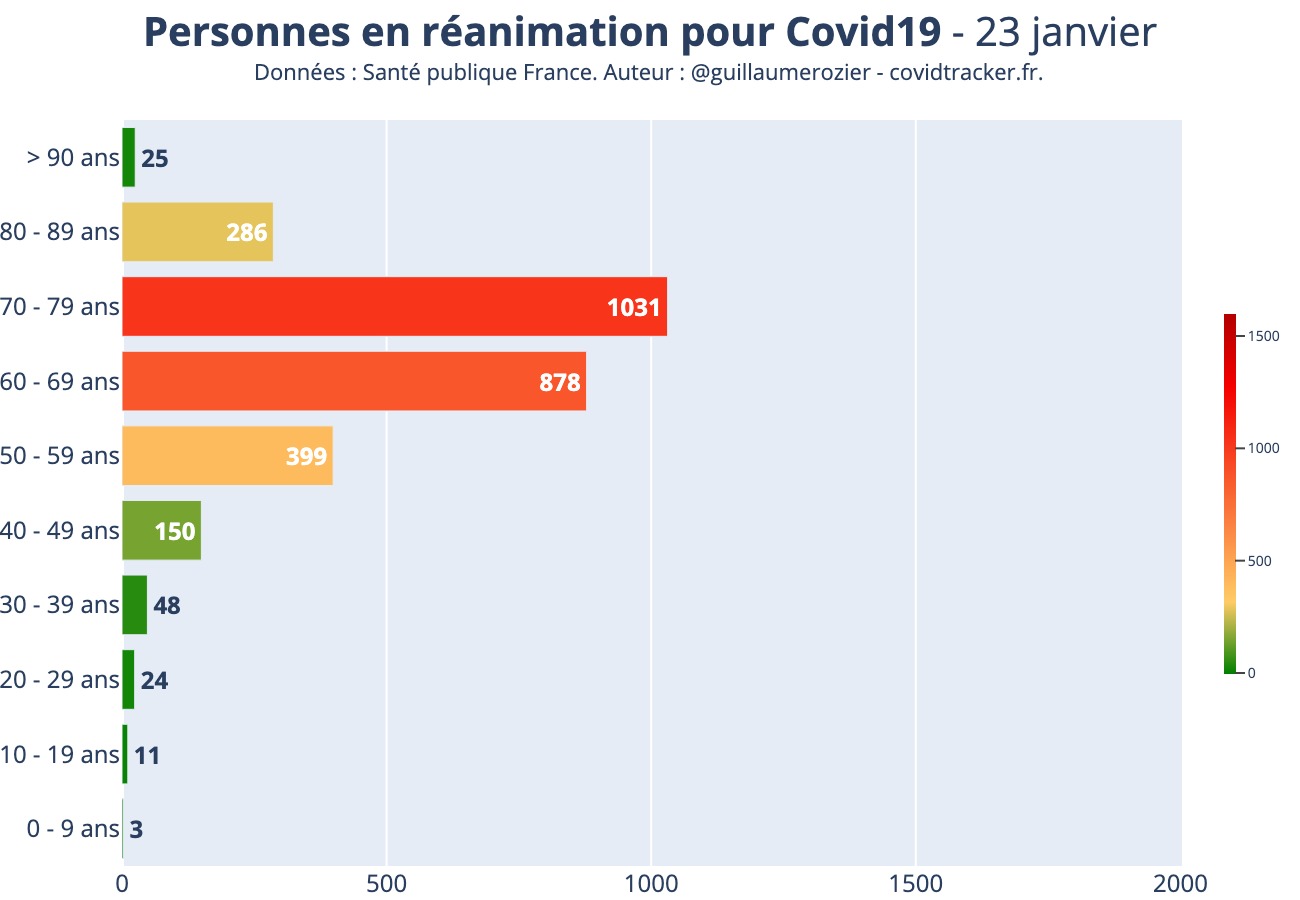 Personnes en réanimation pour Covid19 - 23 janvier
Données : Santé publique France. Auteur : @guillaumerozier - covidtracker.fr.
> 90 ans 25
80 - 89 ans 286
70 - 79 ans 1031
60 - 69 ans 878
50 - 59 ans 399
40 - 49 ans 150
30 - 39 ans 48
20 - 29 ans 24
10 - 19 ans 11
0 - 9 ans 3
0 500 1000 1500 2000
1500
1000
500
0